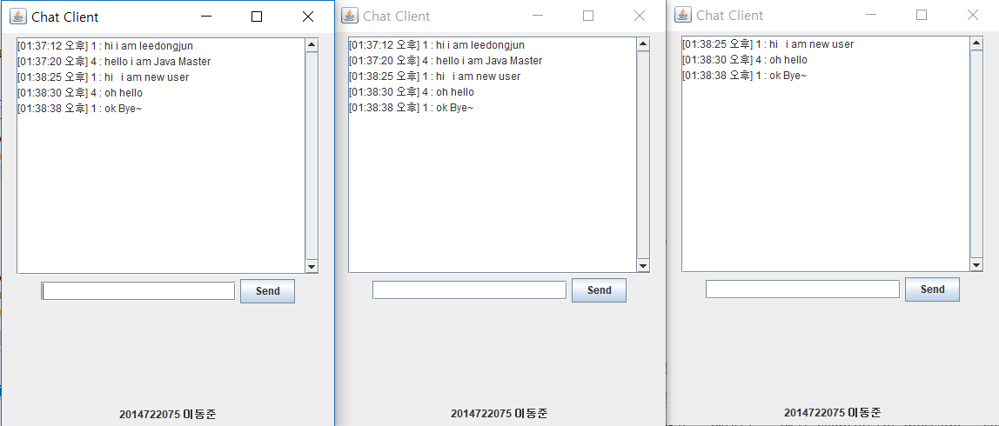 Chat Client
[01:37:12 오후] 1 : hi i am leedongjun
[01:37:20 오후] 4 : hello i am Java Master
[01:38:25 오후] 1 : hi   i am new user
[01:38:30 오후] 4 : oh hello
[01:38:38 오후] 1 : ok Bye~
Send
2014722075 이동준
Chat Client
[01:37:12 오후] 1 : hi i am leedongjun
[01:37:20 오후] 4 : hello i am Java Master
[01:38:25 오후] 1 : hi   i am new user
[01:38:30 오후] 4 : oh hello
[01:38:38 오후] 1 : ok Bye~
Send
2014722075 이동준
Chat Client
[01:38:25 오후] 1 : hi   i am new user
[01:38:30 오후] 4 : oh hello
[01:38:38 오후] 1 : ok Bye~
Send
2014722075 이동준